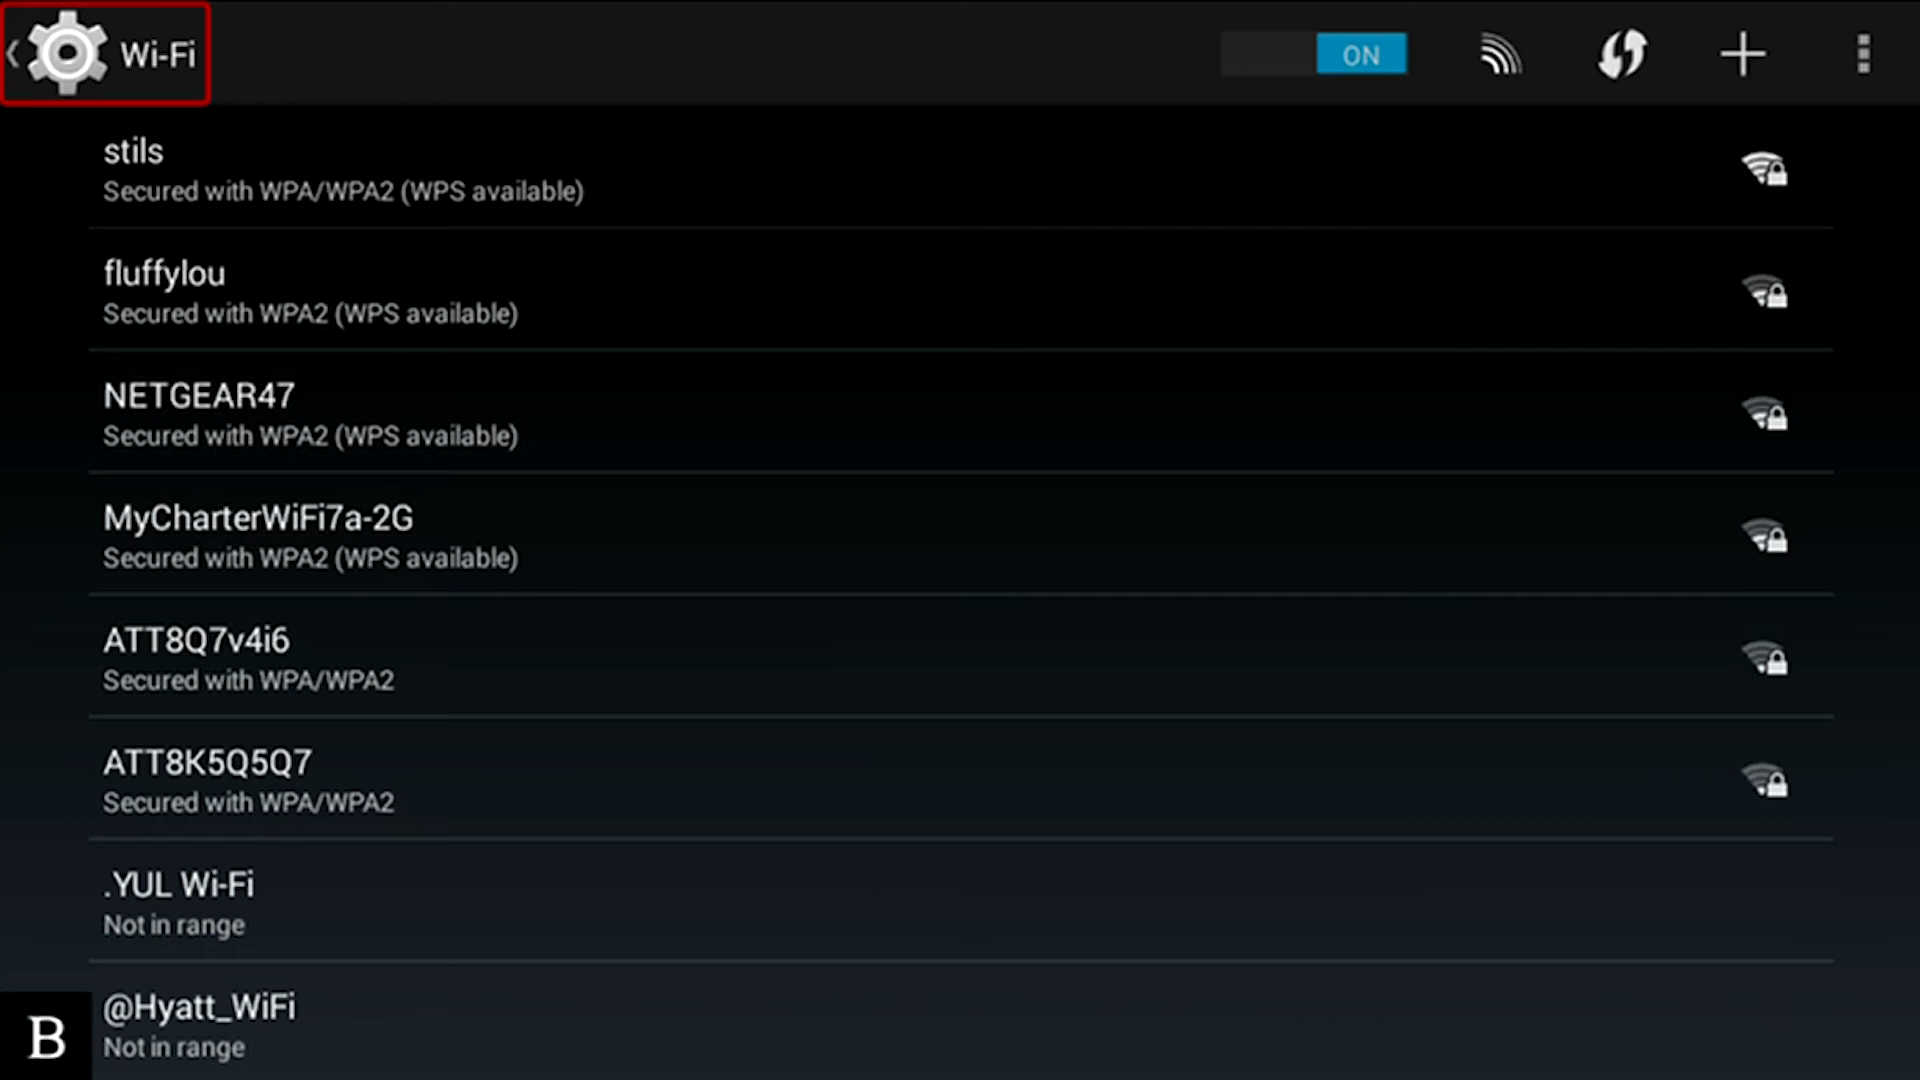 Wi-Fi
ON
stils
Secured with WPA/WPA2 (WPS available)
fluffylou
Secured with WPA2 (WPS available)
NETGEAR47
Secured with WPA2 (WPS available)
MyCharterWiFi7a-2G
Secured with WPA2 (WPS available)
ATT8Q7v4i6
Secured with WPA/WPA2
ATT8K5Q5Q7
Secured with WPA/WPA2
.YUL Wi-Fi
Not in range
@Hyatt_WiFi
Not in range
B